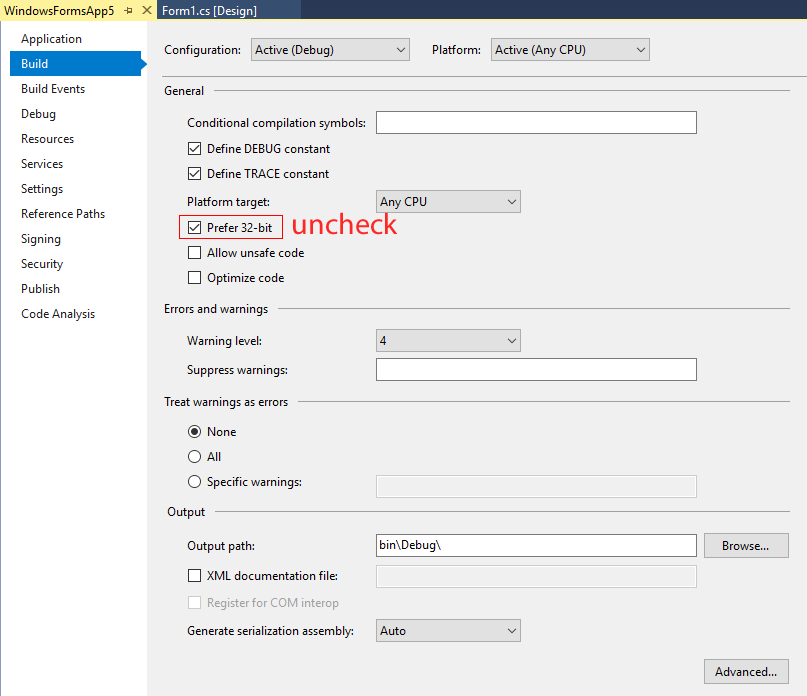 WindowsFormsApp5
Form1.cs [Design]
Application
Build
Build Events
Debug
Resources
Services
Settings
Reference Paths
Signing
Security
Publish
Code Analysis
Configuration: Active (Debug) Platform: Active (Any CPU)
General
Conditional compilation symbols:
Define DEBUG constant
Define TRACE constant
Platform target: Any CPU
Prefer 32-bit uncheck
Allow unsafe code
Optimize code
Errors and warnings
Warning level: 4
Suppress warnings:
Treat warnings as errors
None
All
Specific warnings:
Output
Output path: bin\Debug\ Browse...
XML documentation file:
Register for COM interop
Generate serialization assembly: Auto
Advanced...